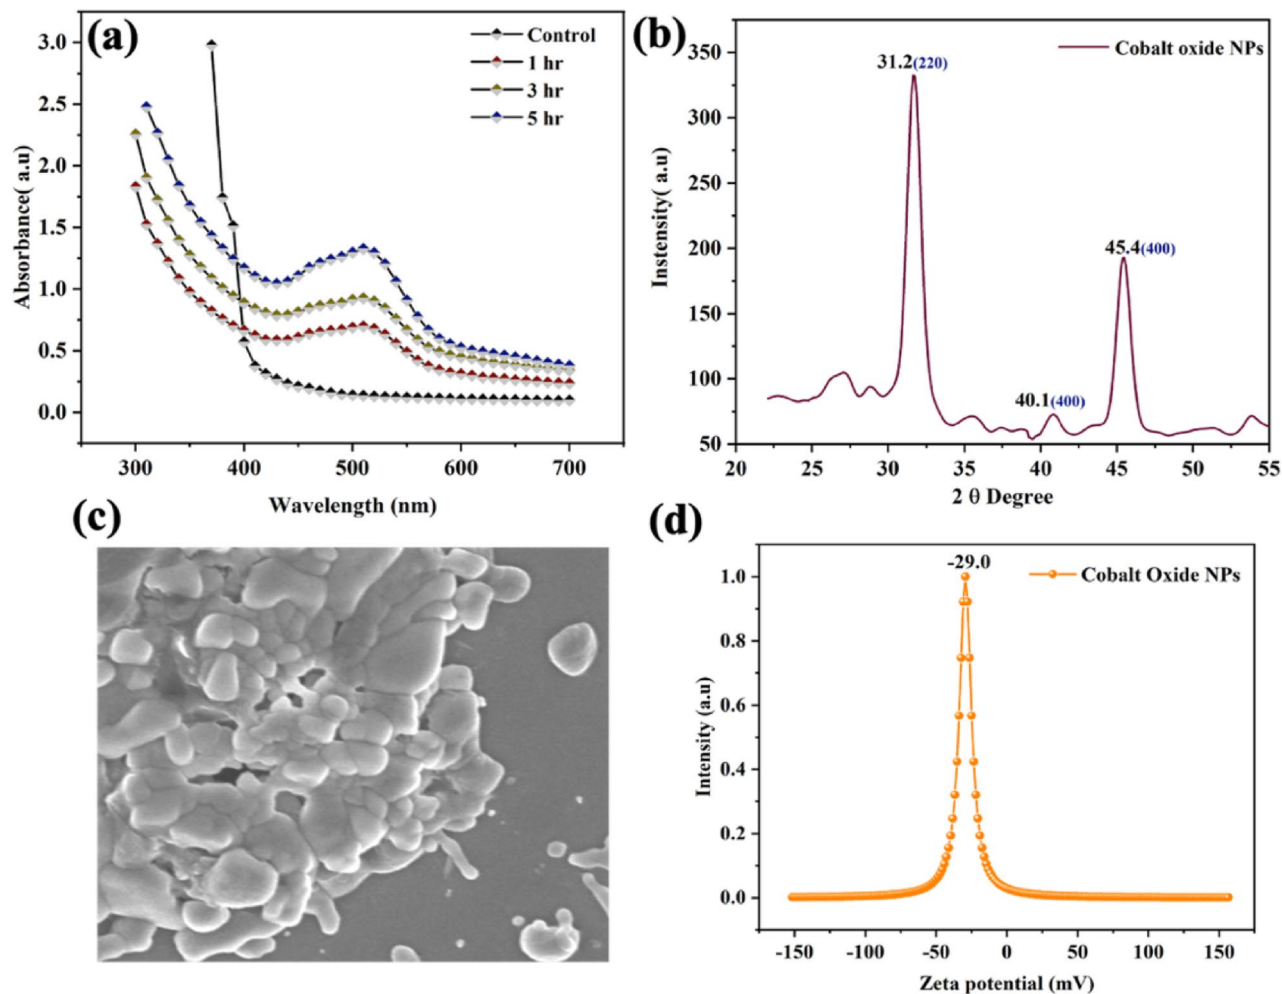 (a)
Control
1 hr
3 hr
5 hr
3.0
2.5
2.0
1.5
1.0
0.5
0.0
Absorbance( a.u)
300 400 500 600 700
Wavelength (nm)
(b)
Cobalt oxide NPs
31.2(220)
45.4(400)
40.1(400)
350
325
300
250
200
150
100
50
Instensity( a.u)
20 25 30 35 40 45 50 55
2 θ Degree
(c)
(d)
-29.0
Cobalt Oxide NPs
1.0
0.8
0.6
0.4
0.2
0.0
Intensity (a.u)
-150 -100 -50 0 50 100 150
Zeta potential (mV)